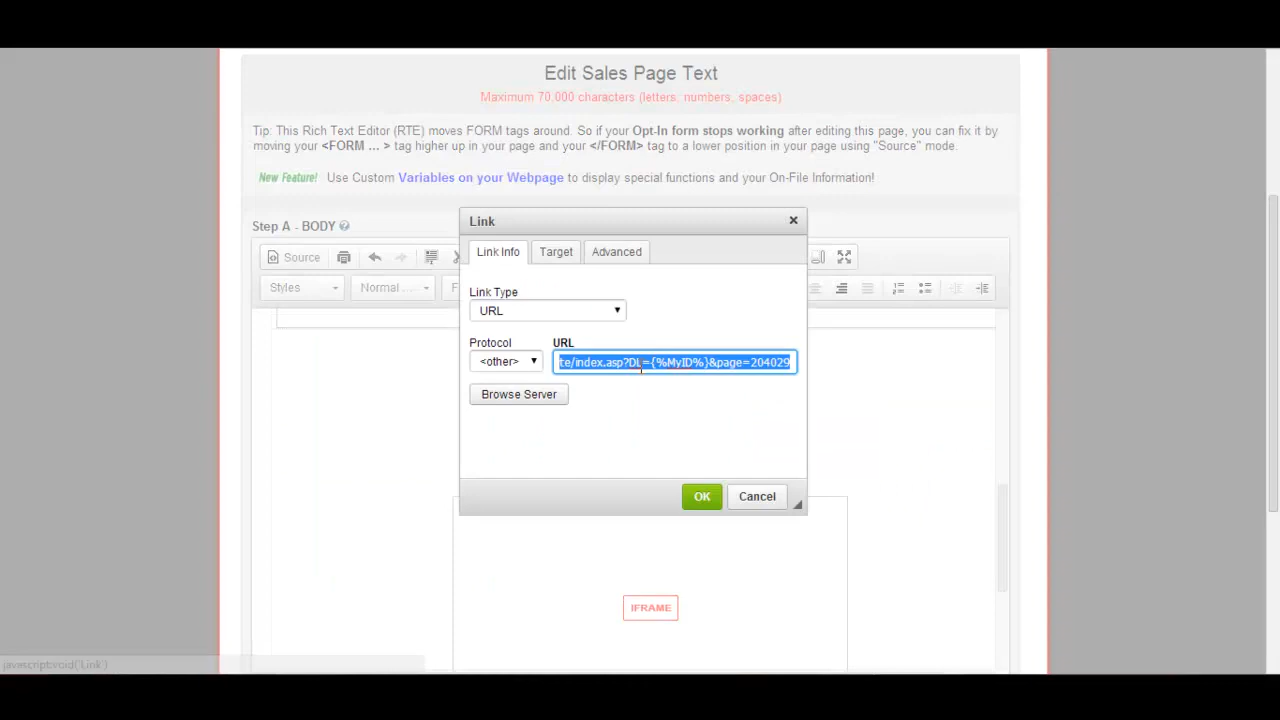 Edit Sales Page Text
Maximum 70,000 characters (letters, numbers, spaces)
Tip: This Rich Text Editor (RTE) moves FORM tags around. So if your Opt-In form stops working after editing this page, you can fix it by
moving your <FORM ... > tag higher up in your page and your </FORM> tag to a lower position in your page using "Source" mode.
New Feature! Use Custom Variables on your Webpage to display special functions and your On-File Information!
Step A - BODY
Source
Styles
Normal ...
F
Link
Link Info
Target
Advanced
Link Type
URL
Protocol
URL
<other>
te/index.asp?DL={%MyID%}&page=204029
Browse Server
OK
Cancel
IFRAME
javascript:void('Link')